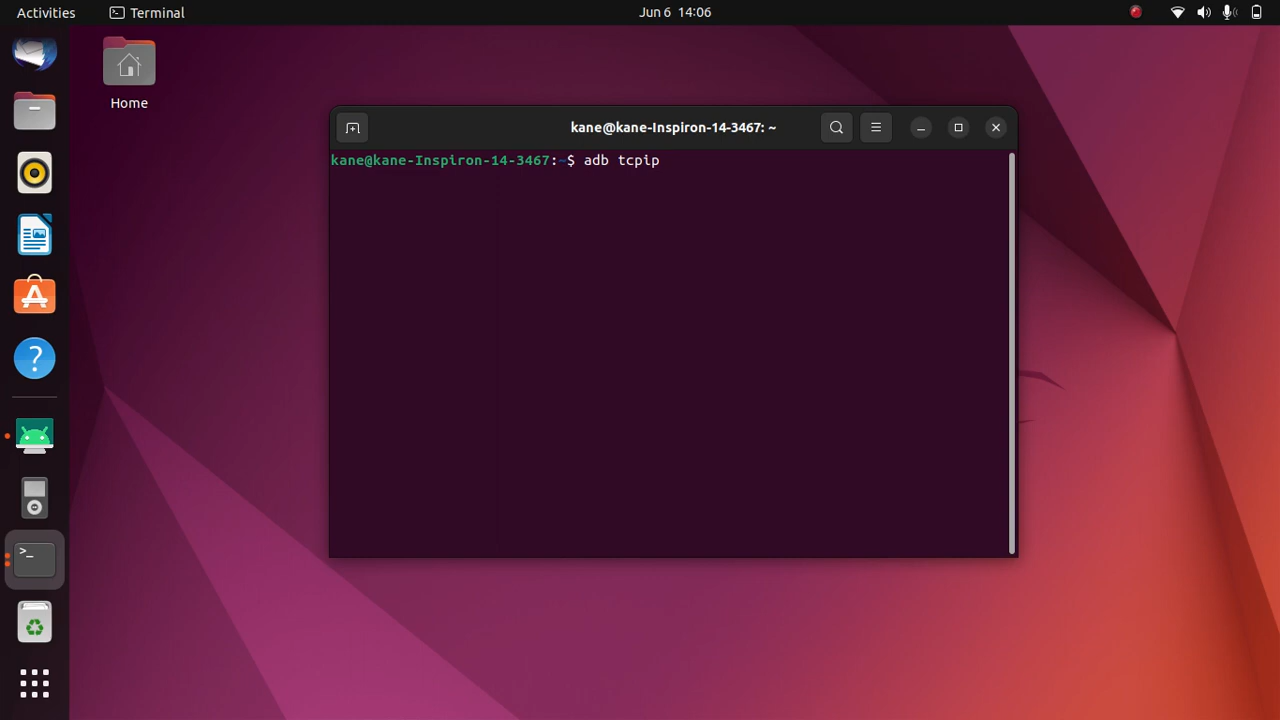 Activities
Terminal
Jun 6 14:06
Home
kane@kane-Inspiron-14-3467: ~
kane@kane-Inspiron-14-3467:~$ adb tcpip